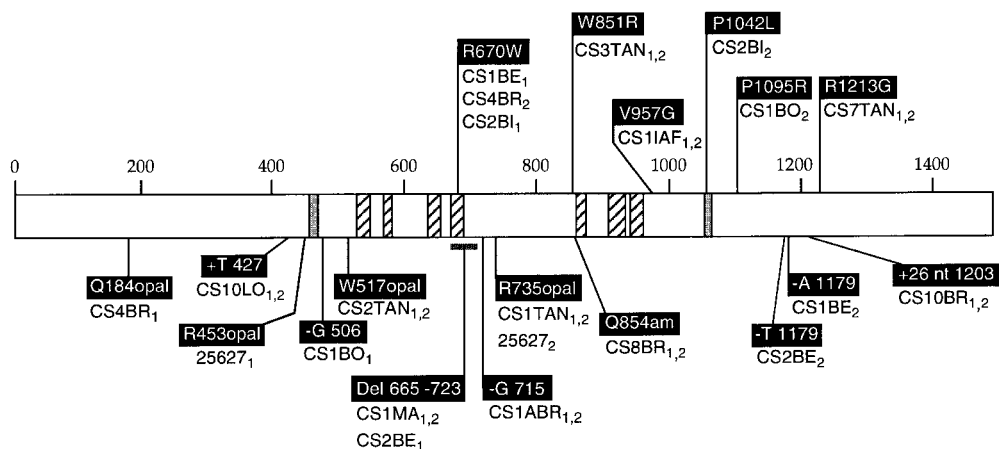 W851R
CS3TAN1,2
P1042L
CS2BI2
R670W
CS1BE1
CS4BR2
CS2BI1
V957G
CS1IAF1,2
P1095R
CS1BO2
R1213G
CS7TAN1,2
0 200 400 600 800 1000 1200 1400
Q184opal
CS4BR1
+T 427
CS10LO1,2
R453opal
25627₁
-G 506
CS1BO1
W517opal
CS2TAN1,2
Del 665 -723
CS1MA1,2
CS2BE1
-G 715
CS1ABR1,2
R735opal
CS1TAN1,2
25627₂
Q854am
CS8BR1,2
-T 1179
CS2BE2
-A 1179
CS1BE2
+26 nt 1203
CS10BR1,2